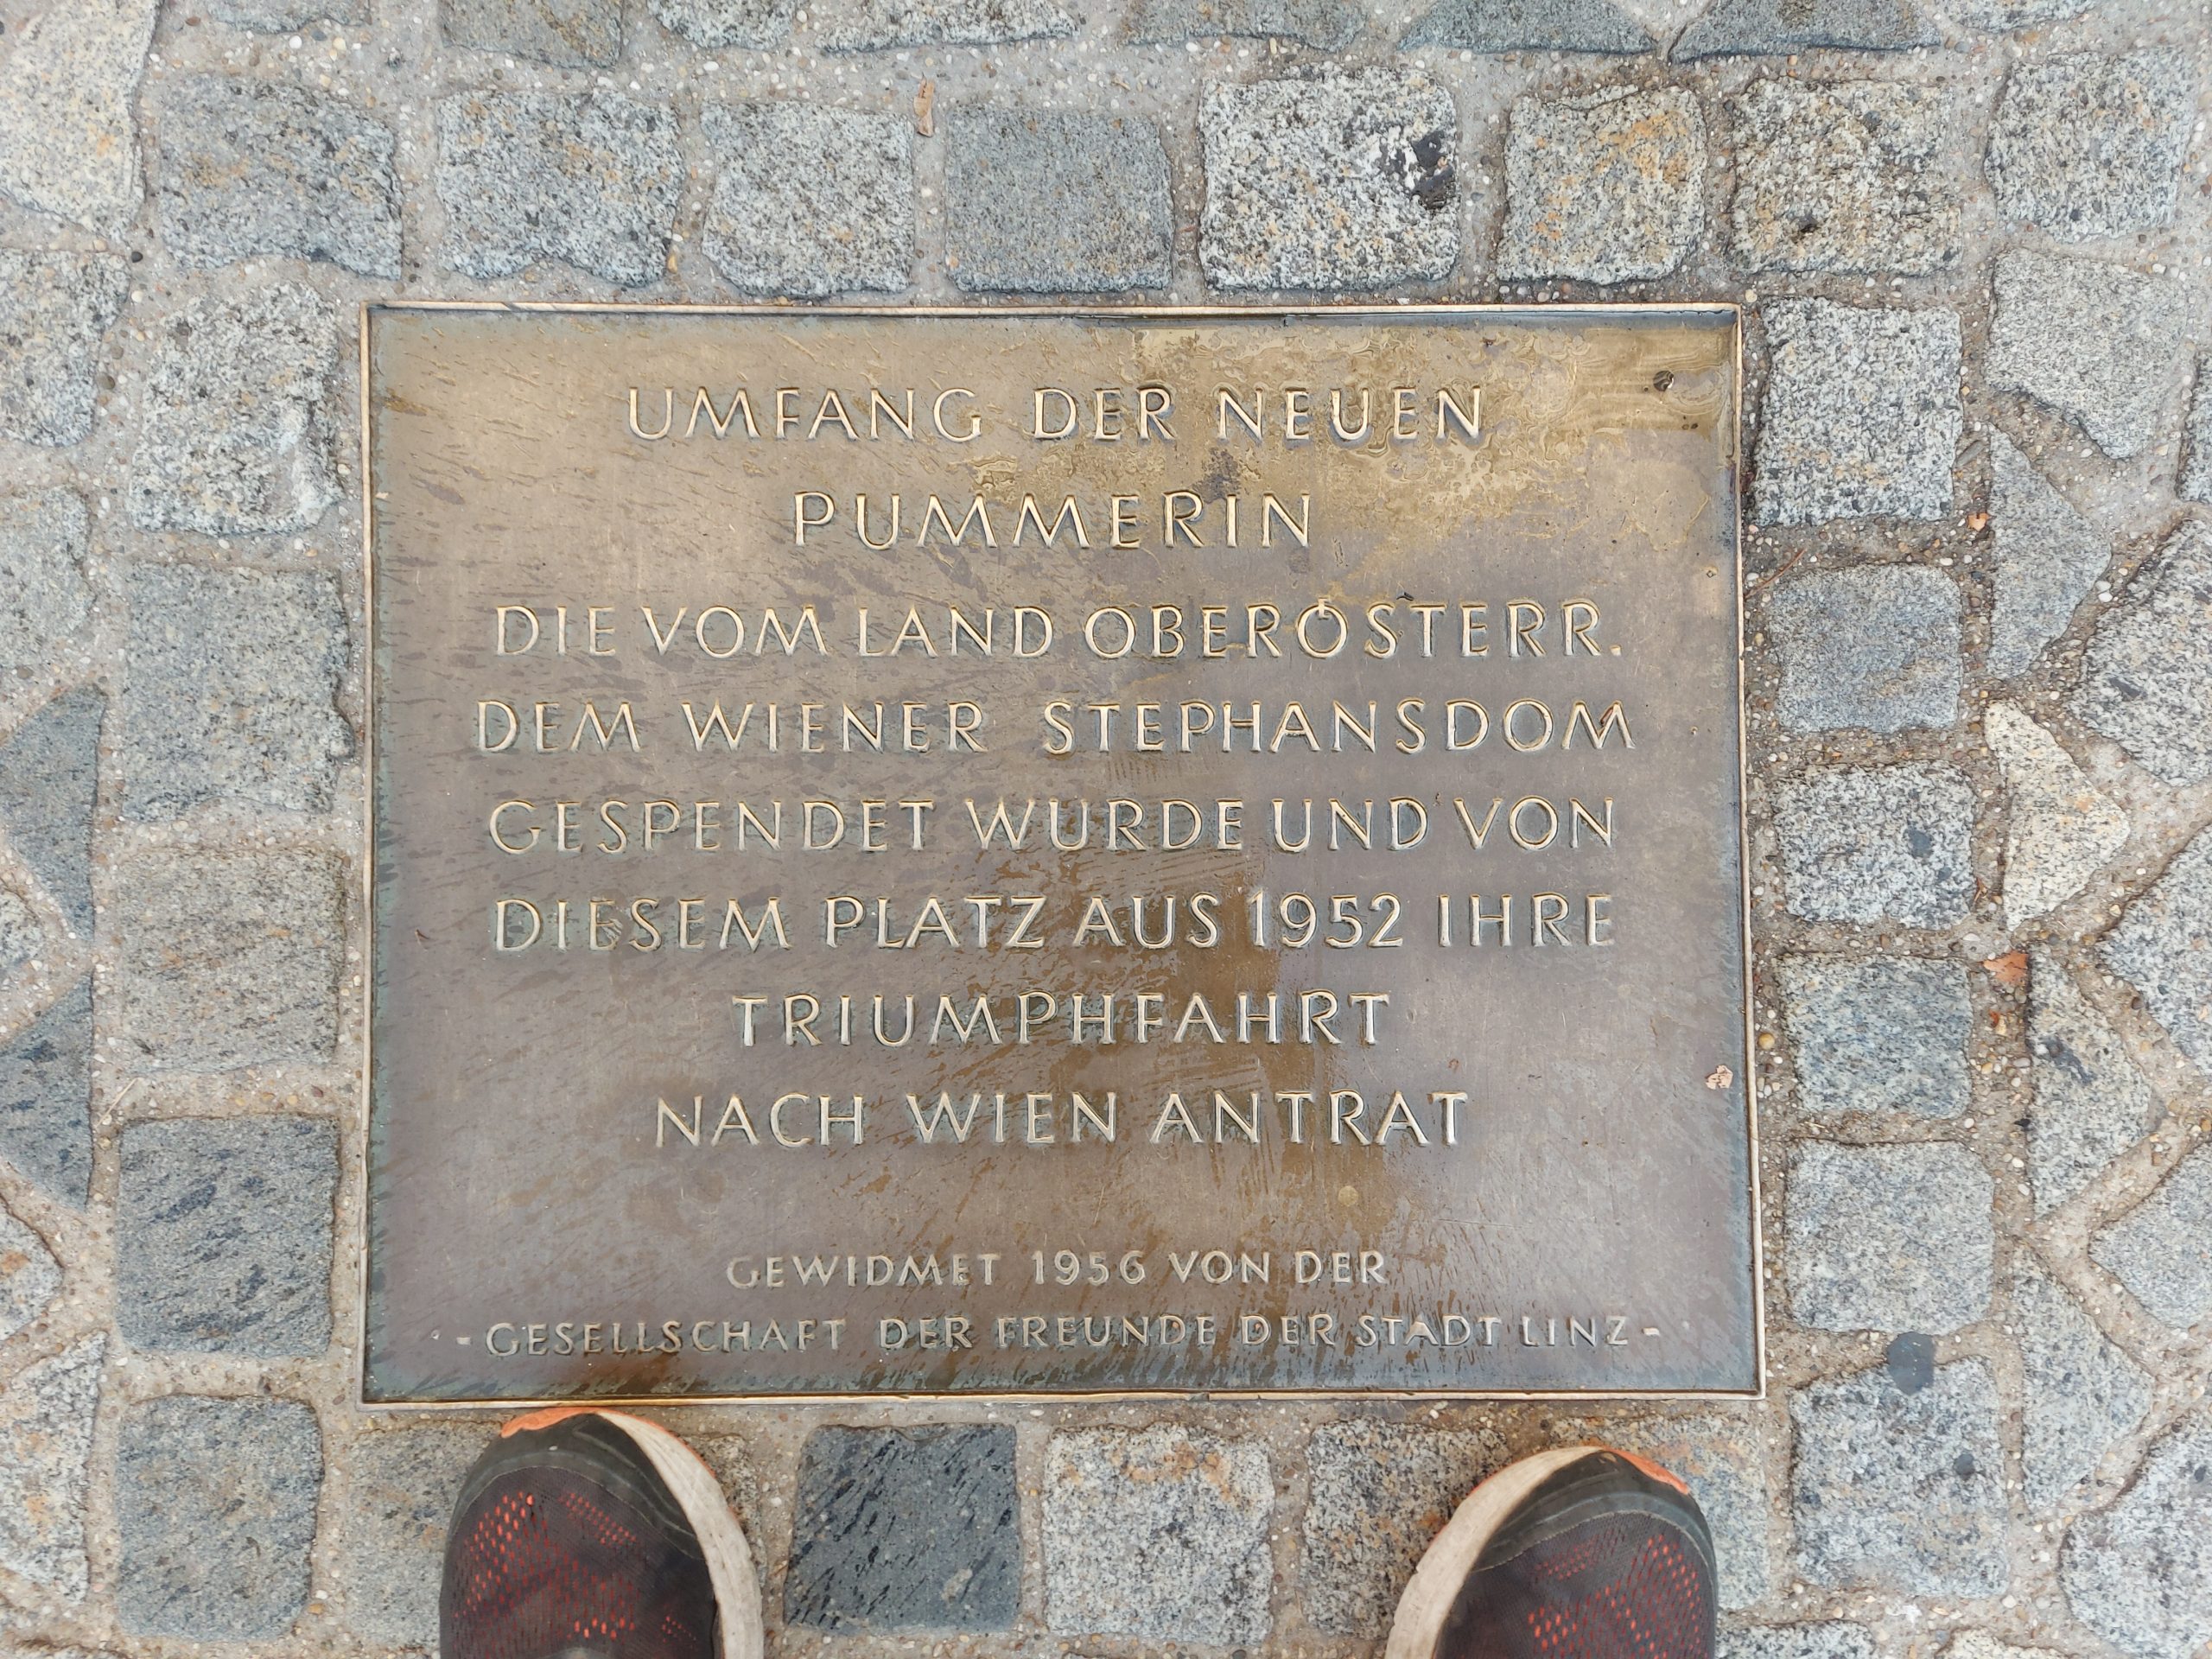 UMFANG DER NEUEN
PUMMERIN
DIE VOM LAND OBERÖSTERR.
DEM WIENER STEPHANSDOM
GESPENDET WURDE UND VON
DIESEM PLATZ AUS 1952 IHRE
TRIUMPHFAHRT
NACH WIEN ANTRAT
GEWIDMET 1956 VON DER
- GESELLSCHAFT DER FREUNDE DER STADT LINZ -